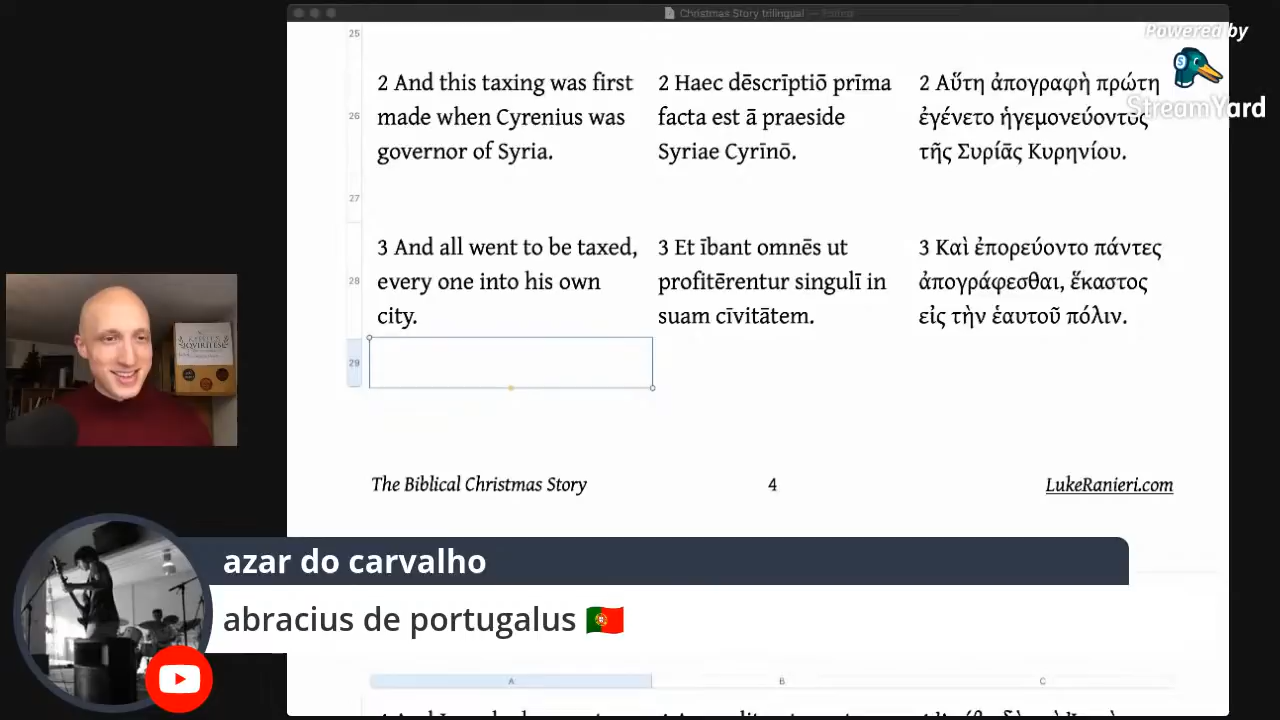 Christmas Story trilingual — Edited
Powered by
StreamYard
25
2 And this taxing was first
made when Cyrenius was
governor of Syria.
2 Haec dēscrīptiō prīma
facta est ā praeside
Syriae Cyrīnō.
2 Αὕτη ἀπογραφὴ πρώτη
ἐγένετο ἡγεμονεύοντος
τῆς Συρίᾱς Κυρηνίου.
26
27
3 And all went to be taxed,
every one into his own
city.
3 Et ībant omnēs ut
profitērentur singulī in
suam cīvitātem.
3 Καὶ ἐπορεύοντο πάντες
ἀπογράφεσθαι, ἕκαστος
εἰς τὴν ἑαυτοῦ πόλιν.
28
29
The Biblical Christmas Story
4
LukeRanieri.com
azar do carvalho
abracius de portugalus 🇵🇹
A
B
C